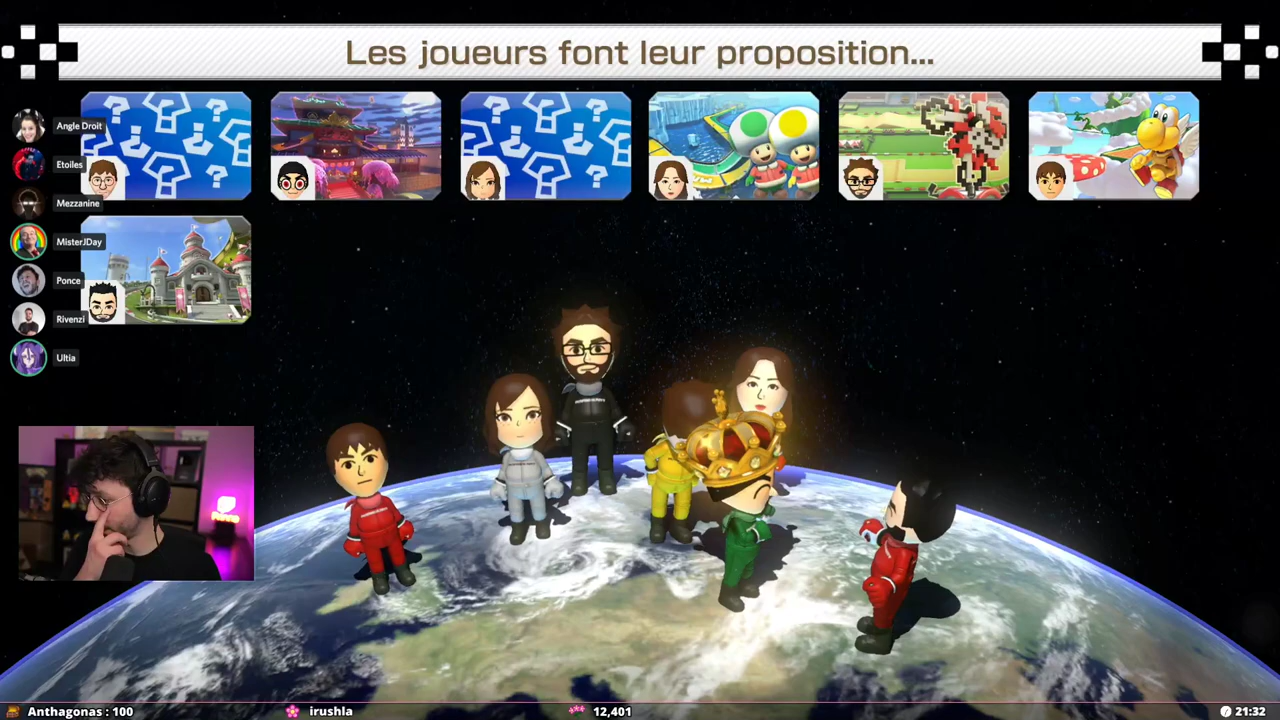 Les joueurs font leur proposition...
Angle Droit
Etoiles
Mezzanine
MisterJDay
Ponce
Rivenzi
Ultia
Anthagonas : 100
irushla
12,401
21:32